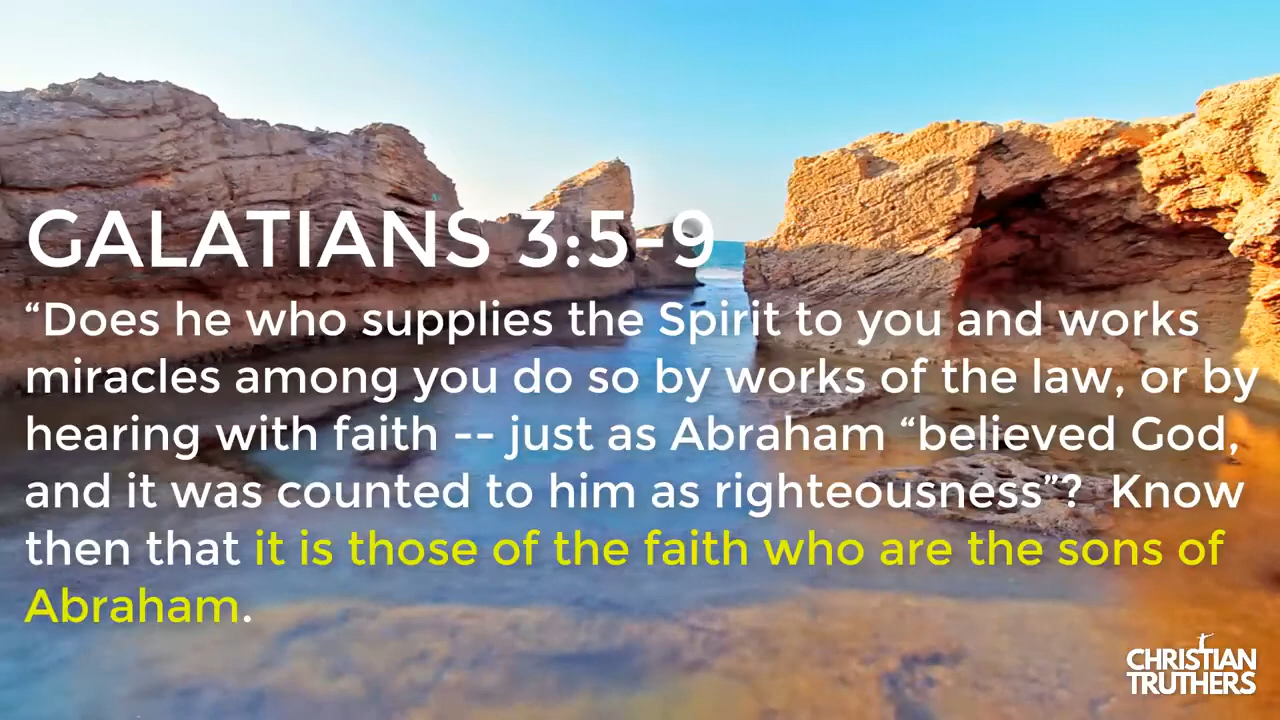 GALATIANS 3:5-9
“Does he who supplies the Spirit to you and works
miracles among you do so by works of the law, or by
hearing with faith -- just as Abraham “believed God,
and it was counted to him as righteousness”?  Know
then that it is those of the faith who are the sons of
Abraham.
CHRISTIAN
TRUTHERS